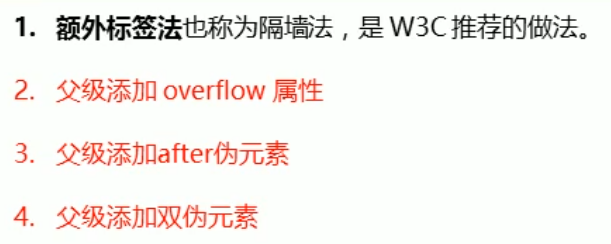 1. 额外标签法也称为隔墙法，是 W3C 推荐的做法。
2. 父级添加 overflow 属性
3. 父级添加after伪元素
4. 父级添加双伪元素